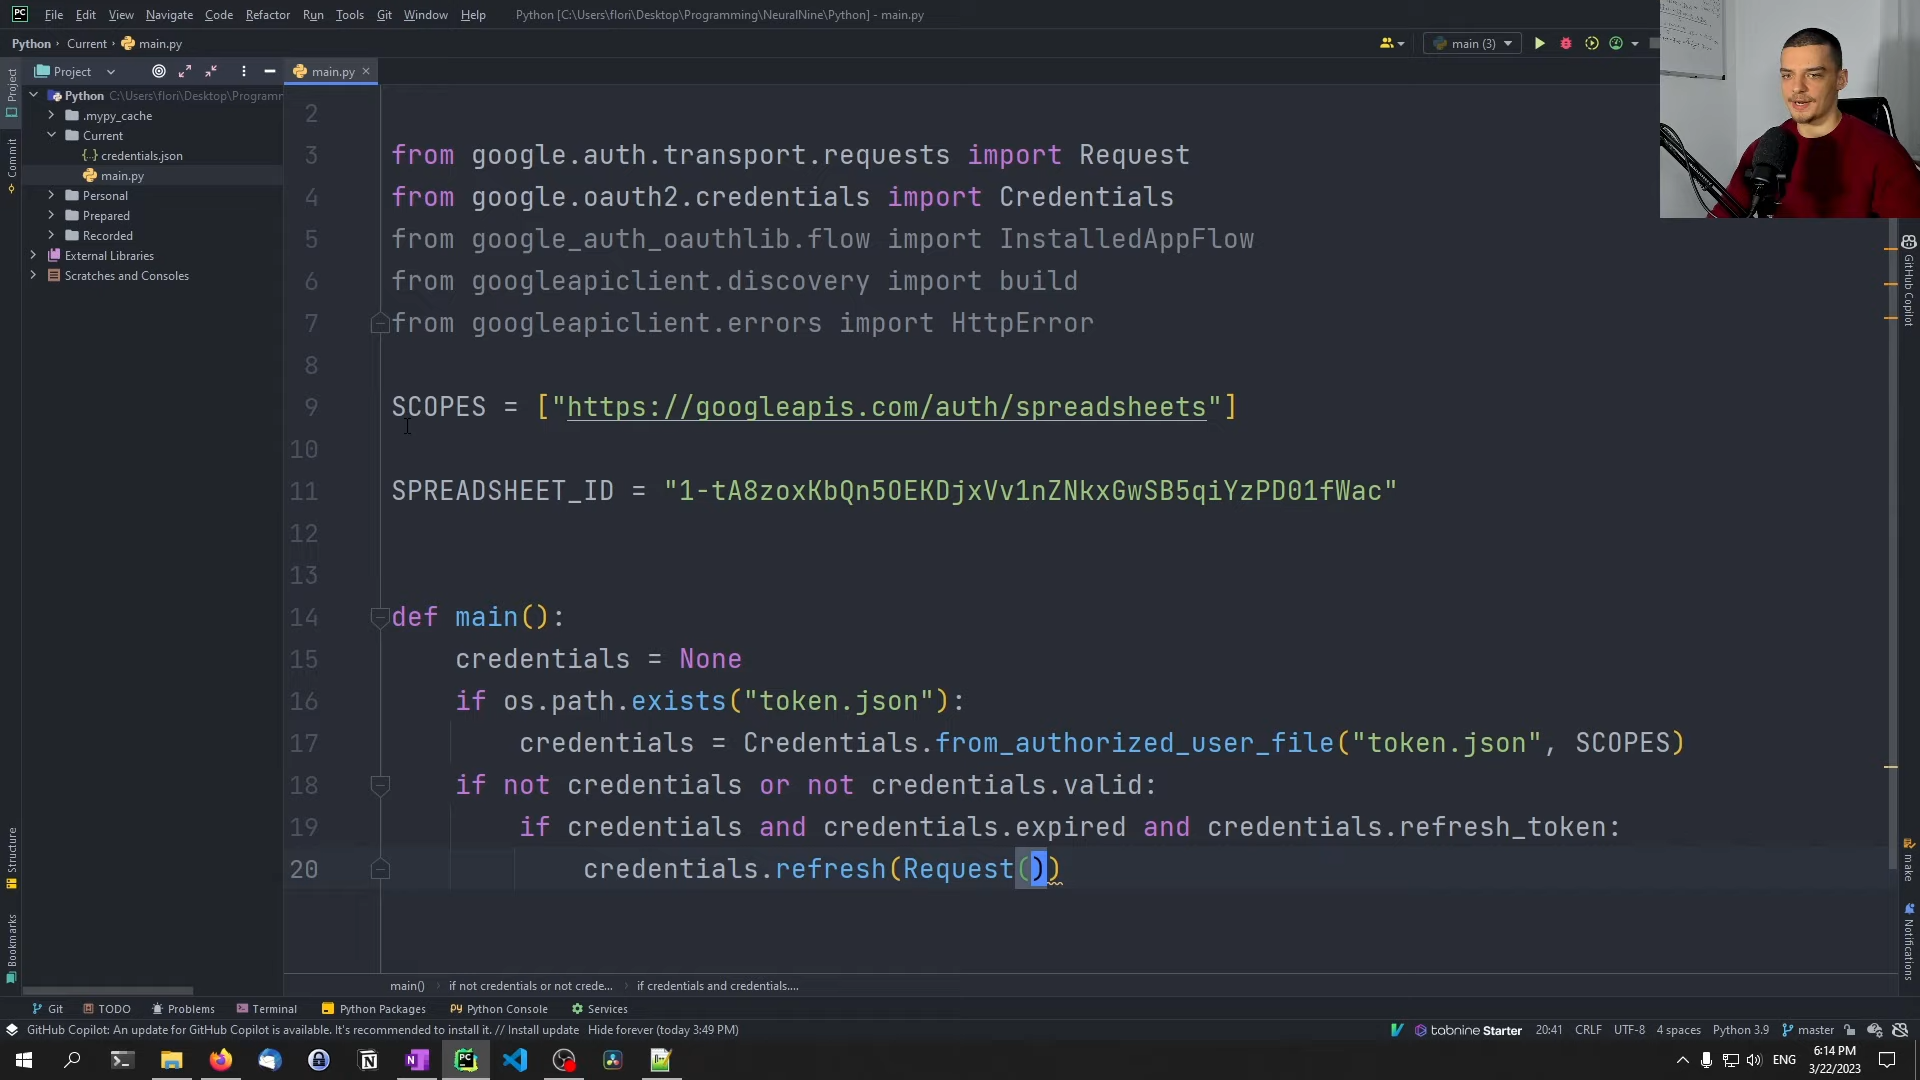 PC File Edit View Navigate Code Refactor Run Tools Git Window Help Python [C:\Users\flori\Desktop\Programming\NeuralNine\Python] - main.py
Python Current main.py
main (3)
Project
main.py
Python C:\Users\flori\Desktop\Programm
.mypy_cache
Current
credentials.json
main.py
Personal
Prepared
Recorded
External Libraries
Scratches and Consoles
Project
Commit
Structure
Bookmarks
2
3 from google.auth.transport.requests import Request
4 from google.oauth2.credentials import Credentials
5 from google_auth_oauthlib.flow import InstalledAppFlow
6 from googleapiclient.discovery import build
7 from googleapiclient.errors import HttpError
8
9 SCOPES = ["https://googleapis.com/auth/spreadsheets"]
10
11 SPREADSHEET_ID = "1-tA8zoxKbQn5OEKDjxVv1nZNkxGwSB5qiYzPD01fWac"
12
13
14 def main():
15 credentials = None
16 if os.path.exists("token.json"):
17 credentials = Credentials.from_authorized_user_file("token.json", SCOPES)
18 if not credentials or not credentials.valid:
19 if credentials and credentials.expired and credentials.refresh_token:
20 credentials.refresh(Request())
GitHub Copilot
make
Notifications
main() if not credentials or not crede... if credentials and credentials....
Git TODO Problems Terminal Python Packages Python Console Services
GitHub Copilot: An update for GitHub Copilot is available. It's recommended to install it. // Install update Hide forever (today 3:49 PM)
tabnine Starter 20:41 CRLF UTF-8 4 spaces Python 3.9 master
ENG
6:14 PM
3/22/2023